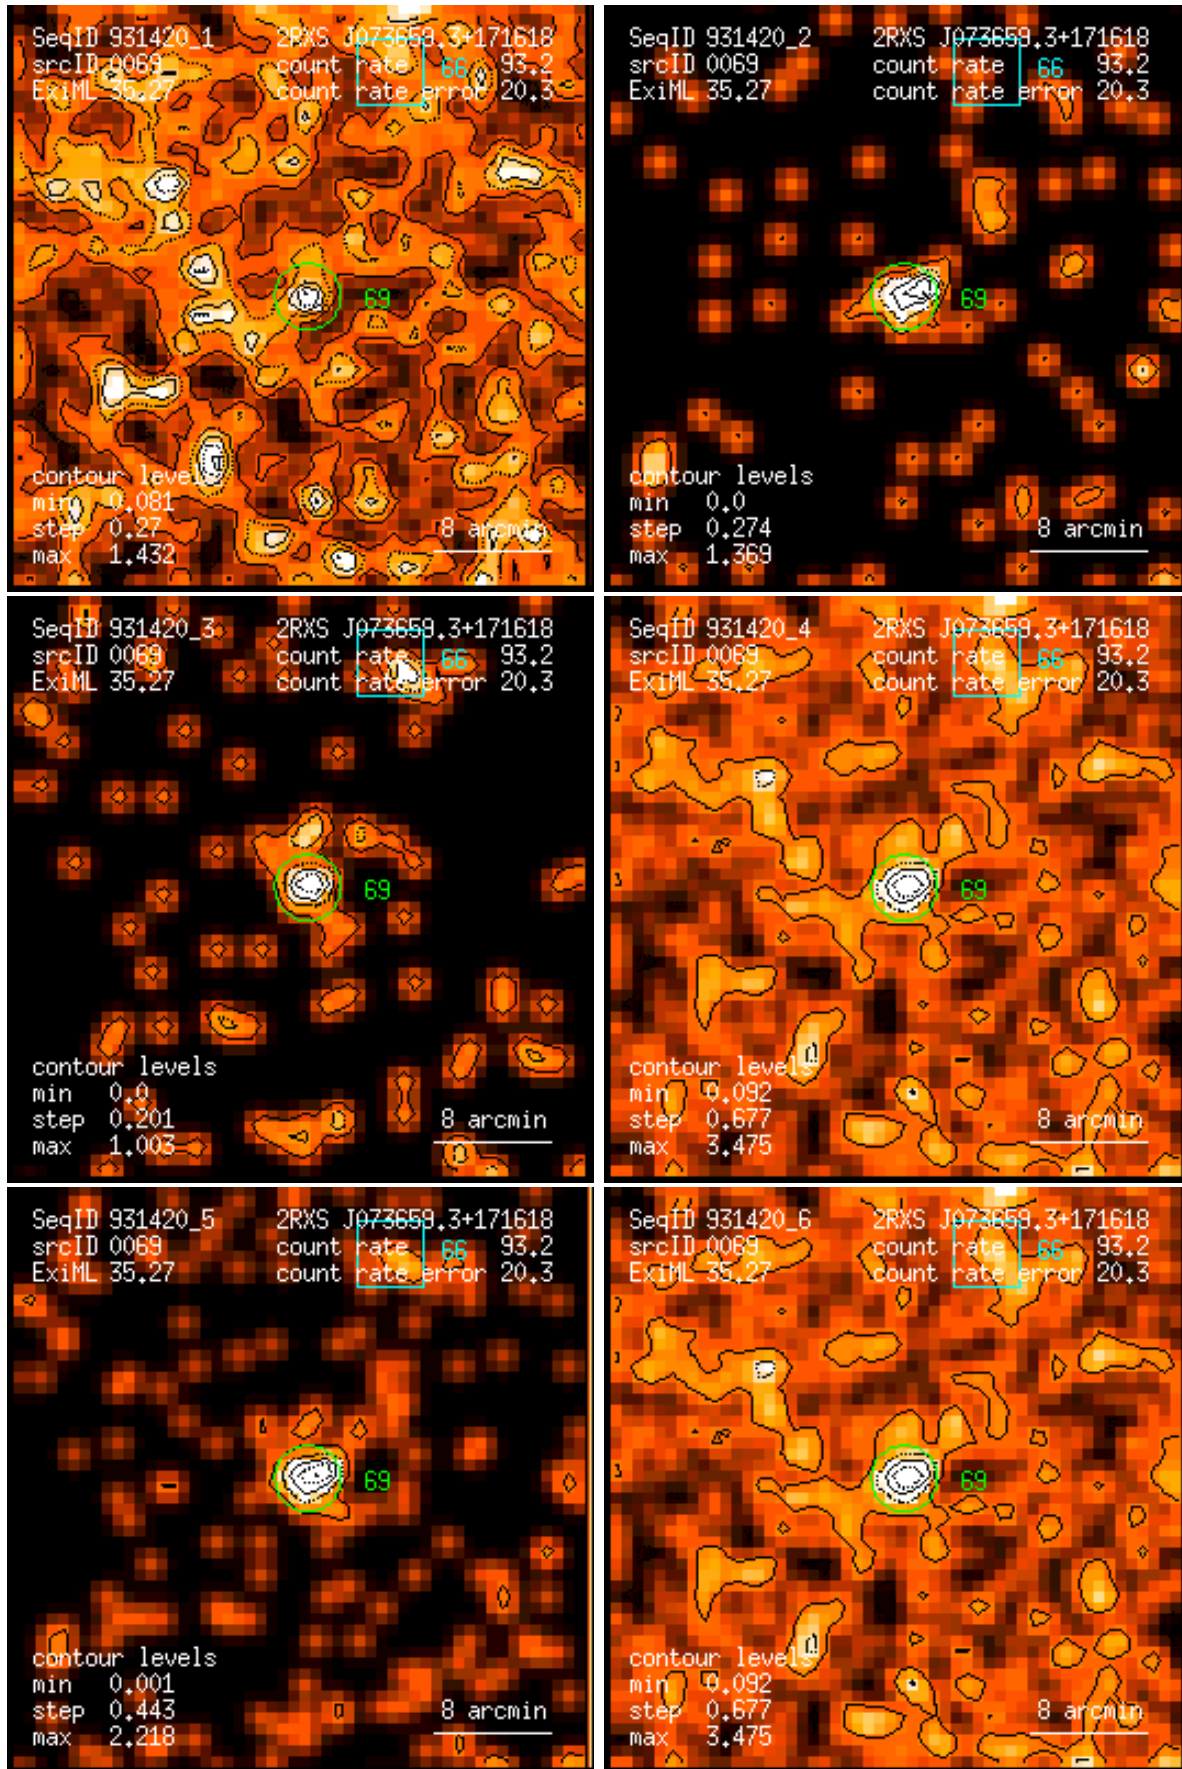 SeqID 931420_1 2RXS J073659.3+171618
srcID 0069 count rate 66 93.2
ExiML 35.27 count rate error 20.3
69
contour levels
min 0.081
step 0.27 8 arcmin
max 1.432
SeqID 931420_2 2RXS J073659.3+171618
srcID 0069 count rate 66 93.2
ExiML 35.27 count rate error 20.3
69
contour levels
min 0.0
step 0.274 8 arcmin
max 1.369
SeqID 931420_3 2RXS J073659.3+171618
srcID 0069 count rate 66 93.2
ExiML 35.27 count rate error 20.3
69
contour levels
min 0.0
step 0.201 8 arcmin
max 1.003
SeqID 931420_4 2RXS J073659.3+171618
srcID 0069 count rate 66 93.2
ExiML 35.27 count rate error 20.3
69
contour levels
min 0.092
step 0.677 8 arcmin
max 3.475
SeqID 931420_5 2RXS J073659.3+171618
srcID 0069 count rate 66 93.2
ExiML 35.27 count rate error 20.3
69
contour levels
min 0.001
step 0.443 8 arcmin
max 2.218
SeqID 931420_6 2RXS J073659.3+171618
srcID 0069 count rate 66 93.2
ExiML 35.27 count rate error 20.3
69
contour levels
min 0.092
step 0.677 8 arcmin
max 3.475